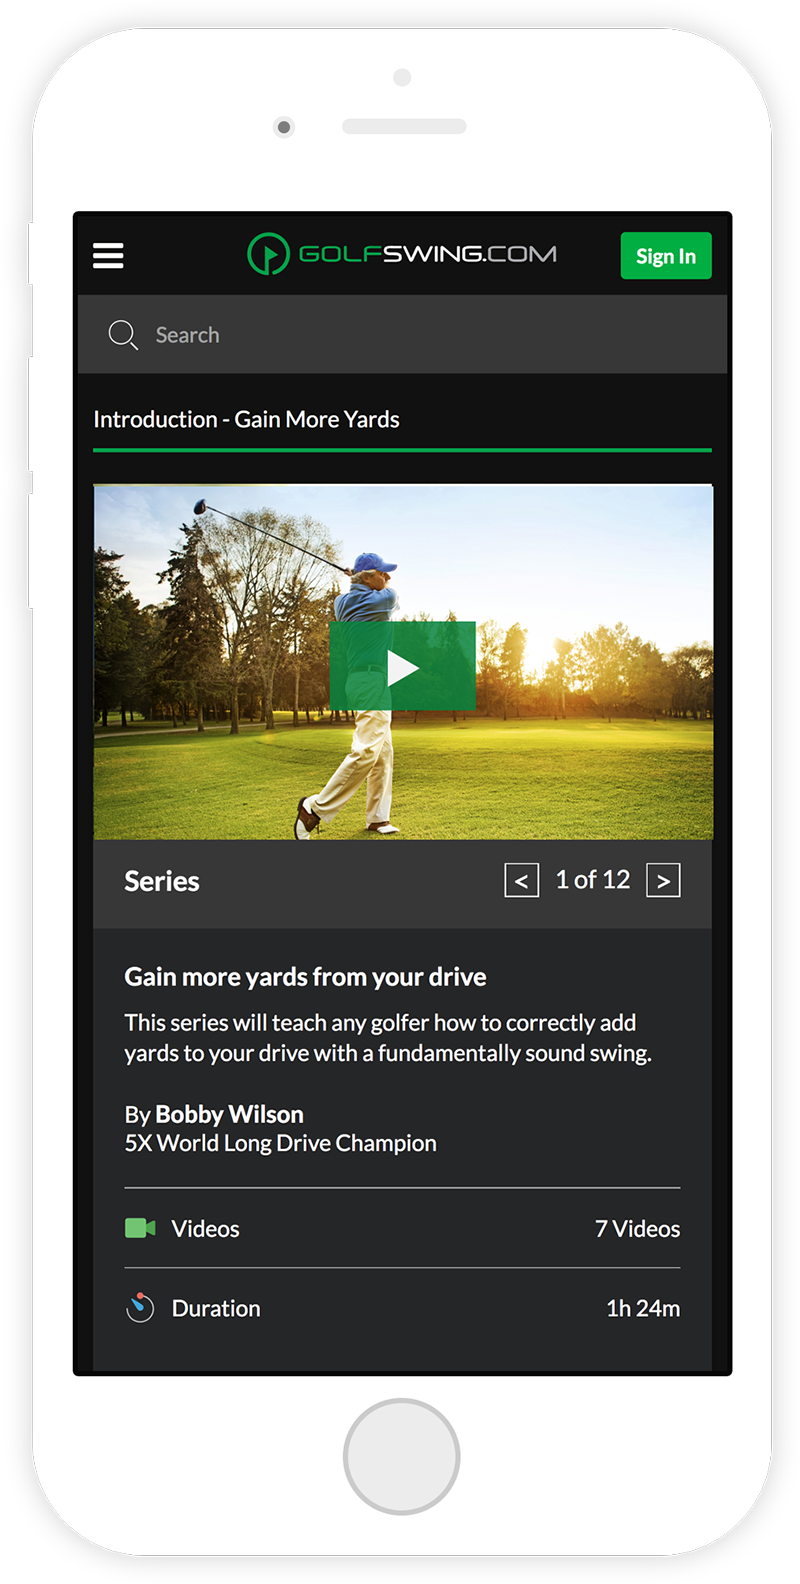 GOLFSWING.COM
Sign In
Search
Introduction - Gain More Yards
Series
< 1 of 12 >
Gain more yards from your drive
This series will teach any golfer how to correctly add
yards to your drive with a fundamentally sound swing.
By Bobby Wilson
5X World Long Drive Champion
Videos 7 Videos
Duration 1h 24m